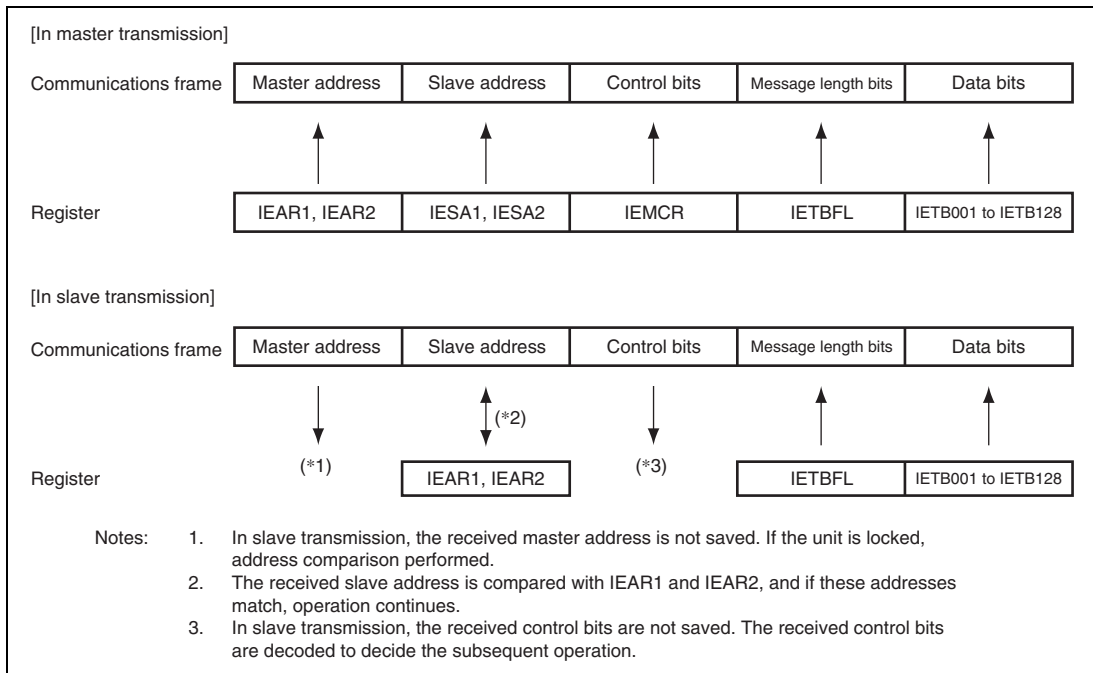 [In master transmission]
Communications frame Master address Slave address Control bits Message length bits Data bits
Register IEAR1, IEAR2 IESA1, IESA2 IEMCR IETBFL IETB001 to IETB128
[In slave transmission]
Communications frame Master address Slave address Control bits Message length bits Data bits
(*2)
Register (*1) IEAR1, IEAR2 (*3) IETBFL IETB001 to IETB128
Notes: 1. In slave transmission, the received master address is not saved. If the unit is locked,
address comparison performed.
2. The received slave address is compared with IEAR1 and IEAR2, and if these addresses
match, operation continues.
3. In slave transmission, the received control bits are not saved. The received control bits
are decoded to decide the subsequent operation.